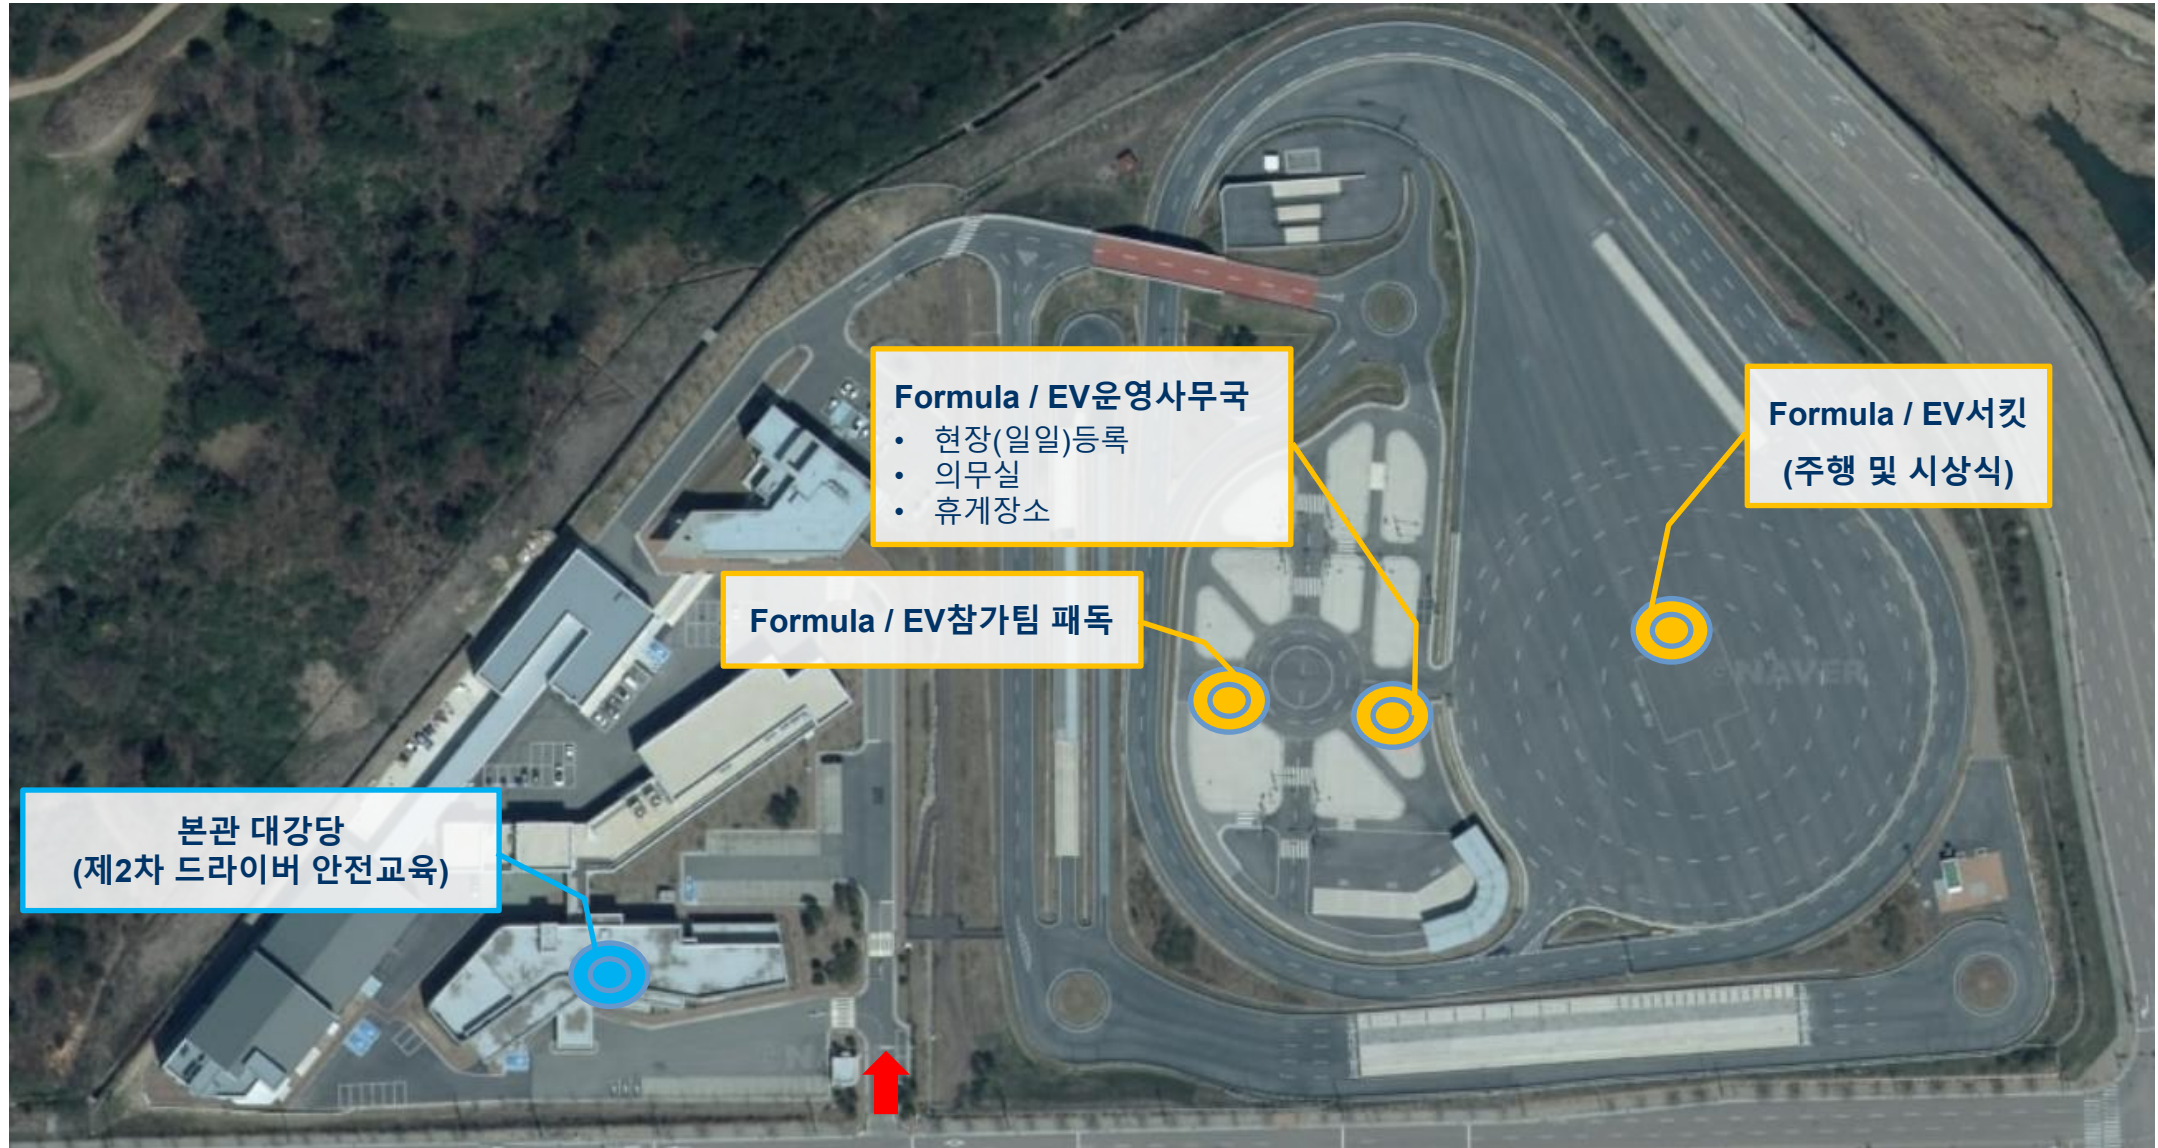 Formula / EV운영사무국
• 현장(일일)등록
• 의무실
• 휴게장소
Formula / EV서킷
(주행 및 시상식)
Formula / EV참가팀 패독
NAVER
본관 대강당
(제2차 드라이버 안전교육)